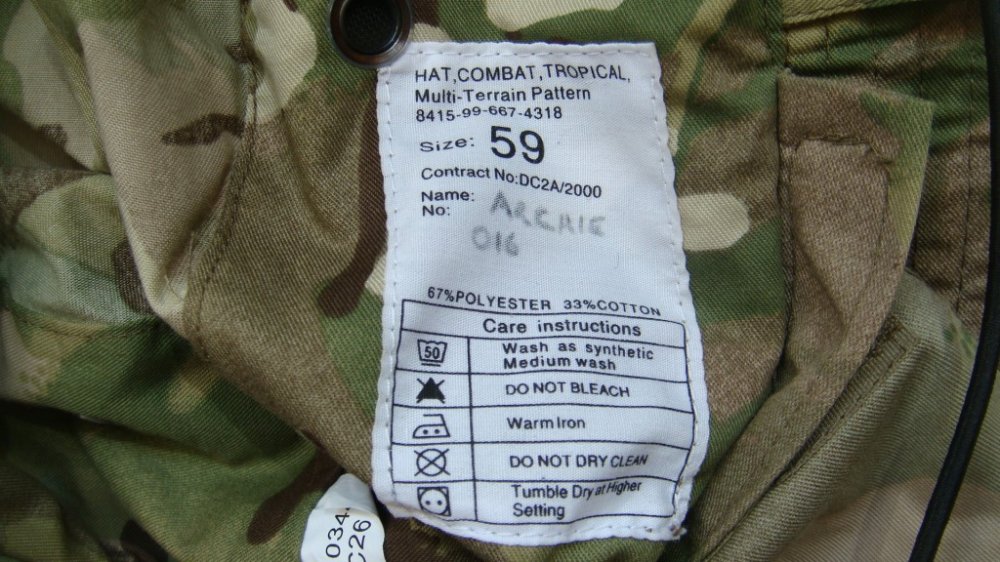 HAT,COMBAT,TROPICAL,
Multi-Terrain Pattern
8415-99-667-4318
Size: 59
Contract No:DC2A/2000
Name: ARCHIE
No: 016
67%POLYESTER 33%COTTON
Care instructions
50 Wash as synthetic
Medium wash
DO NOT BLEACH
Warm Iron
DO NOT DRY CLEAN
Tumble Dry at Higher
Setting
034
C26